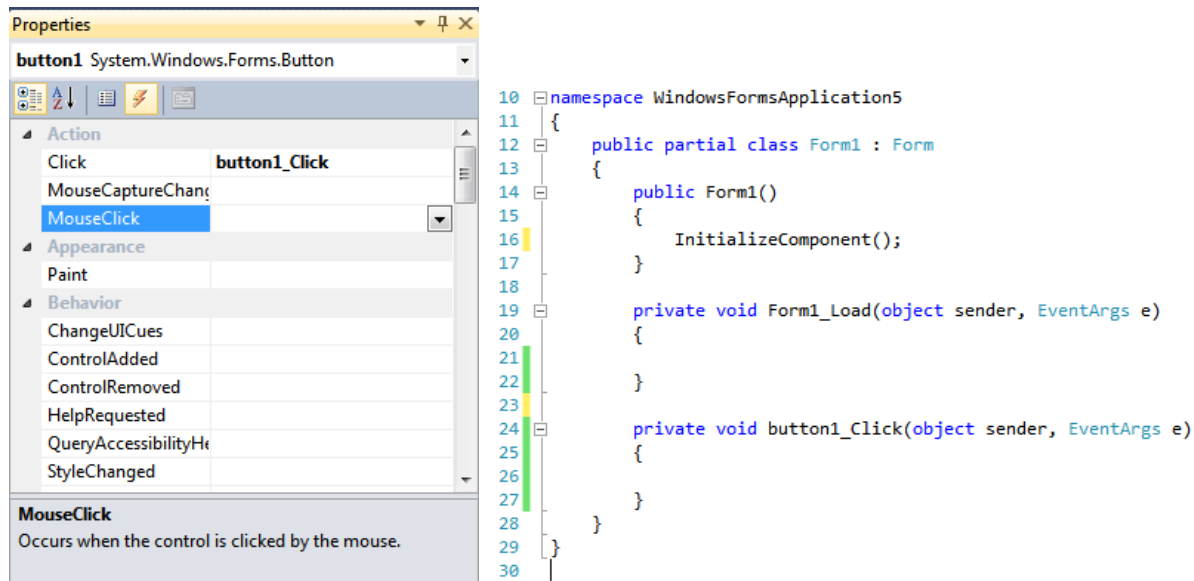 Properties
button1 System.Windows.Forms.Button
Action
Click button1_Click
MouseCaptureChang
MouseClick
Appearance
Paint
Behavior
ChangeUICues
ControlAdded
ControlRemoved
HelpRequested
QueryAccessibilityHe
StyleChanged
MouseClick
Occurs when the control is clicked by the mouse.
10 namespace WindowsFormsApplication5
11 {
12 public partial class Form1 : Form
13 {
14 public Form1()
15 {
16 InitializeComponent();
17 }
18
19 private void Form1_Load(object sender, EventArgs e)
20 {
21
22 }
23
24 private void button1_Click(object sender, EventArgs e)
25 {
26
27 }
28 }
29 }
30